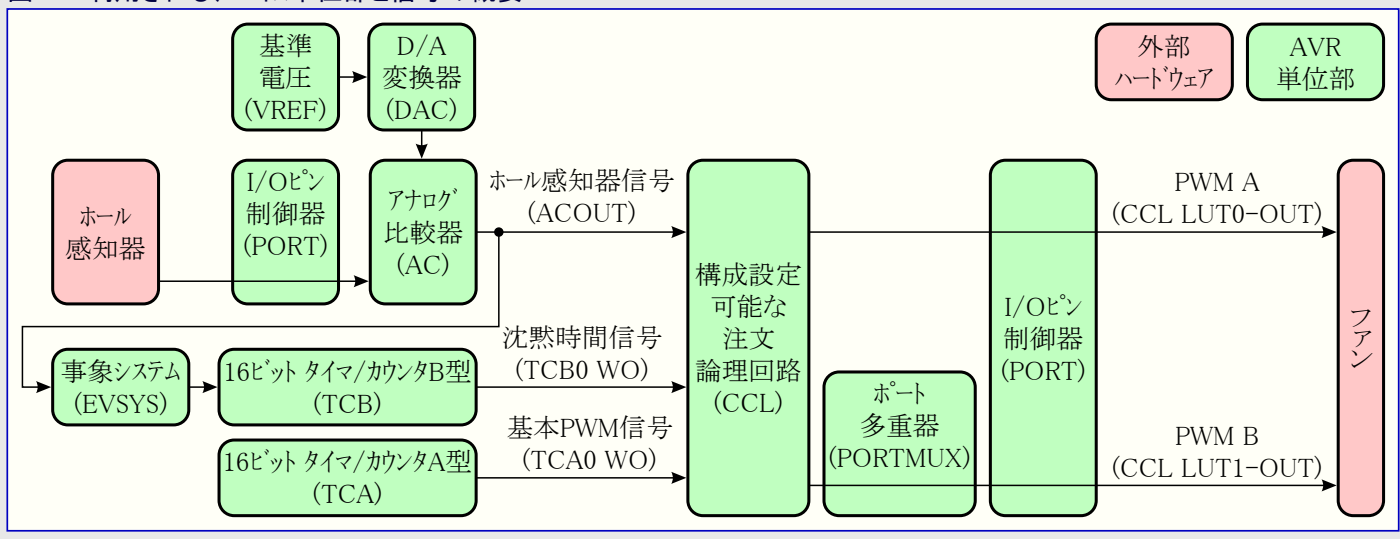 基準
電圧
(VREF)
D/A
変換器
(DAC)
外部
ハードウェア
AVR
単位部
ホール
感知器
I/Oピン
制御器
(PORT)
アナログ
比較器
(AC)
ホール感知器信号
(ACOUT)
構成設定
可能な
注文
論理回路
(CCL)
I/Oピン
制御器
(PORT)
PWM A
(CCL LUT0-OUT)
ファン
事象システム
(EVSYS)
16ビット タイマ/カウンタB型
(TCB)
沈黙時間信号
(TCB0 WO)
16ビット タイマ/カウンタA型
(TCA)
基本PWM信号
(TCA0 WO)
ポート
多重器
(PORTMUX)
PWM B
(CCL LUT1-OUT)